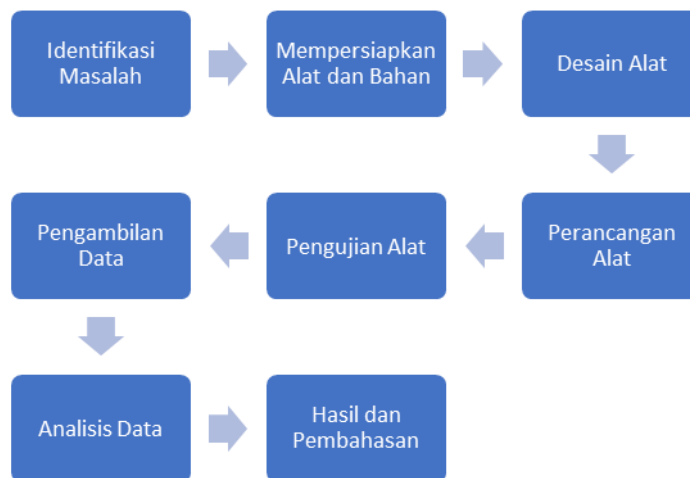 Identifikasi
Masalah
Mempersiapkan
Alat dan Bahan
Desain Alat
Perancangan
Alat
Pengujian Alat
Pengambilan
Data
Analisis Data
Hasil dan
Pembahasan